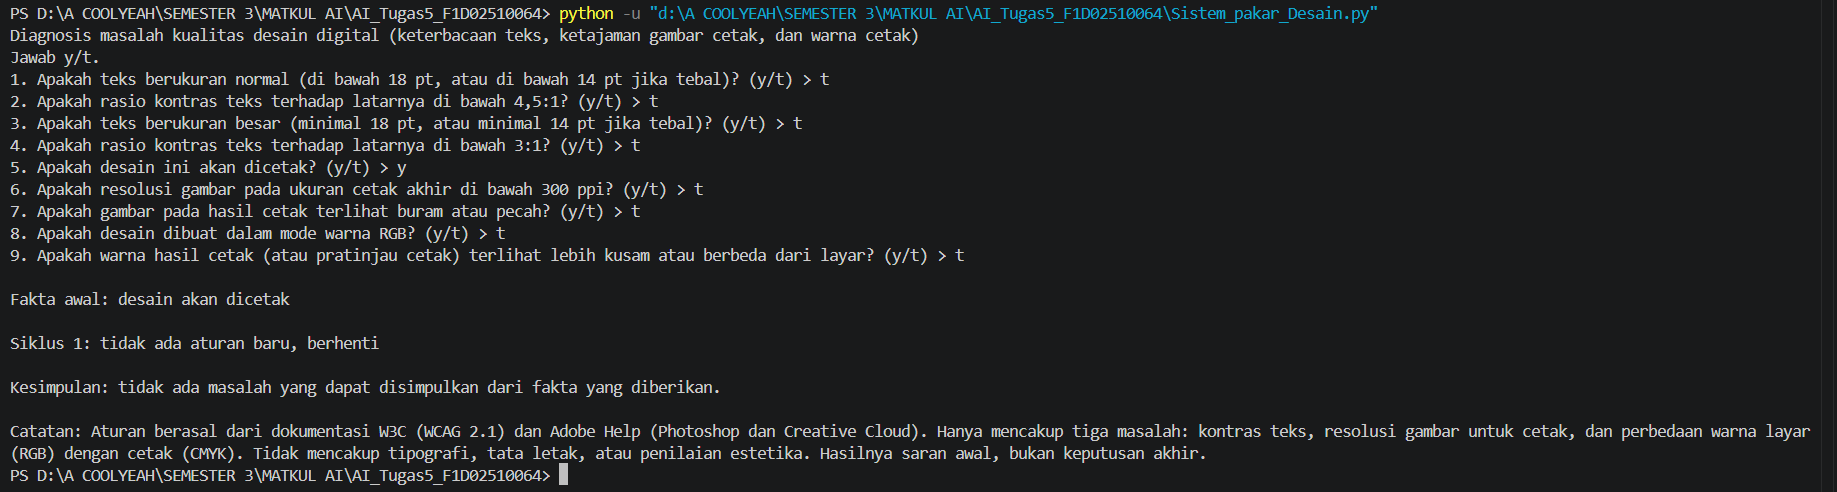 PS D:\A COOLYEAH\SEMESTER 3\MATKUL AI\AI_Tugas5_F1D02510064> python -u "d:\A COOLYEAH\SEMESTER 3\MATKUL AI\AI_Tugas5_F1D02510064\Sistem_pakar_Desain.py"
Diagnosis masalah kualitas desain digital (keterbacaan teks, ketajaman gambar cetak, dan warna cetak)
Jawab y/t.
1. Apakah teks berukuran normal (di bawah 18 pt, atau di bawah 14 pt jika tebal)? (y/t) > t
2. Apakah rasio kontras teks terhadap latarnya di bawah 4,5:1? (y/t) > t
3. Apakah teks berukuran besar (minimal 18 pt, atau minimal 14 pt jika tebal)? (y/t) > t
4. Apakah rasio kontras teks terhadap latarnya di bawah 3:1? (y/t) > t
5. Apakah desain ini akan dicetak? (y/t) > y
6. Apakah resolusi gambar pada ukuran cetak akhir di bawah 300 ppi? (y/t) > t
7. Apakah gambar pada hasil cetak terlihat buram atau pecah? (y/t) > t
8. Apakah desain dibuat dalam mode warna RGB? (y/t) > t
9. Apakah warna hasil cetak (atau pratinjau cetak) terlihat lebih kusam atau berbeda dari layar? (y/t) > t
Fakta awal: desain akan dicetak
Siklus 1: tidak ada aturan baru, berhenti
Kesimpulan: tidak ada masalah yang dapat disimpulkan dari fakta yang diberikan.
Catatan: Aturan berasal dari dokumentasi W3C (WCAG 2.1) dan Adobe Help (Photoshop dan Creative Cloud). Hanya mencakup tiga masalah: kontras teks, resolusi gambar untuk cetak, dan perbedaan warna layar
(RGB) dengan cetak (CMYK). Tidak mencakup tipografi, tata letak, atau penilaian estetika. Hasilnya saran awal, bukan keputusan akhir.
PS D:\A COOLYEAH\SEMESTER 3\MATKUL AI\AI_Tugas5_F1D02510064>